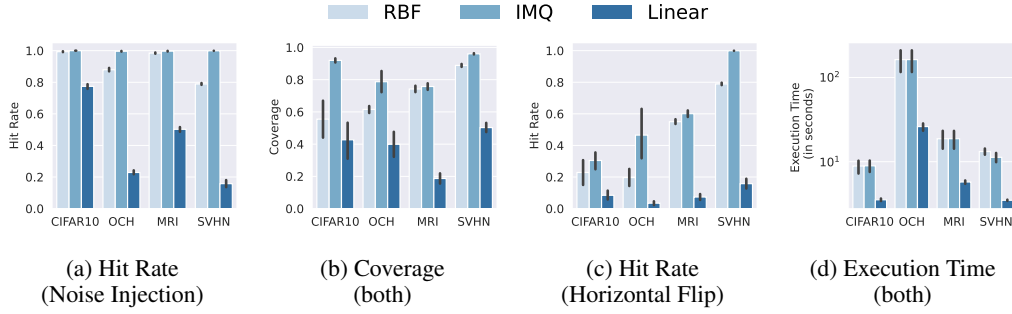 RBF IMQ Linear
1.0
0.8
0.6
0.4
0.2
0.0
Hit Rate
CIFAR10 OCH MRI SVHN
(a) Hit Rate
(Noise Injection)
1.0
0.8
0.6
0.4
0.2
0.0
Coverage
CIFAR10 OCH MRI SVHN
(b) Coverage
(both)
1.0
0.8
0.6
0.4
0.2
0.0
Hit Rate
CIFAR10 OCH MRI SVHN
(c) Hit Rate
(Horizontal Flip)
10²
10¹
Execution Time
(in seconds)
CIFAR10 OCH MRI SVHN
(d) Execution Time
(both)